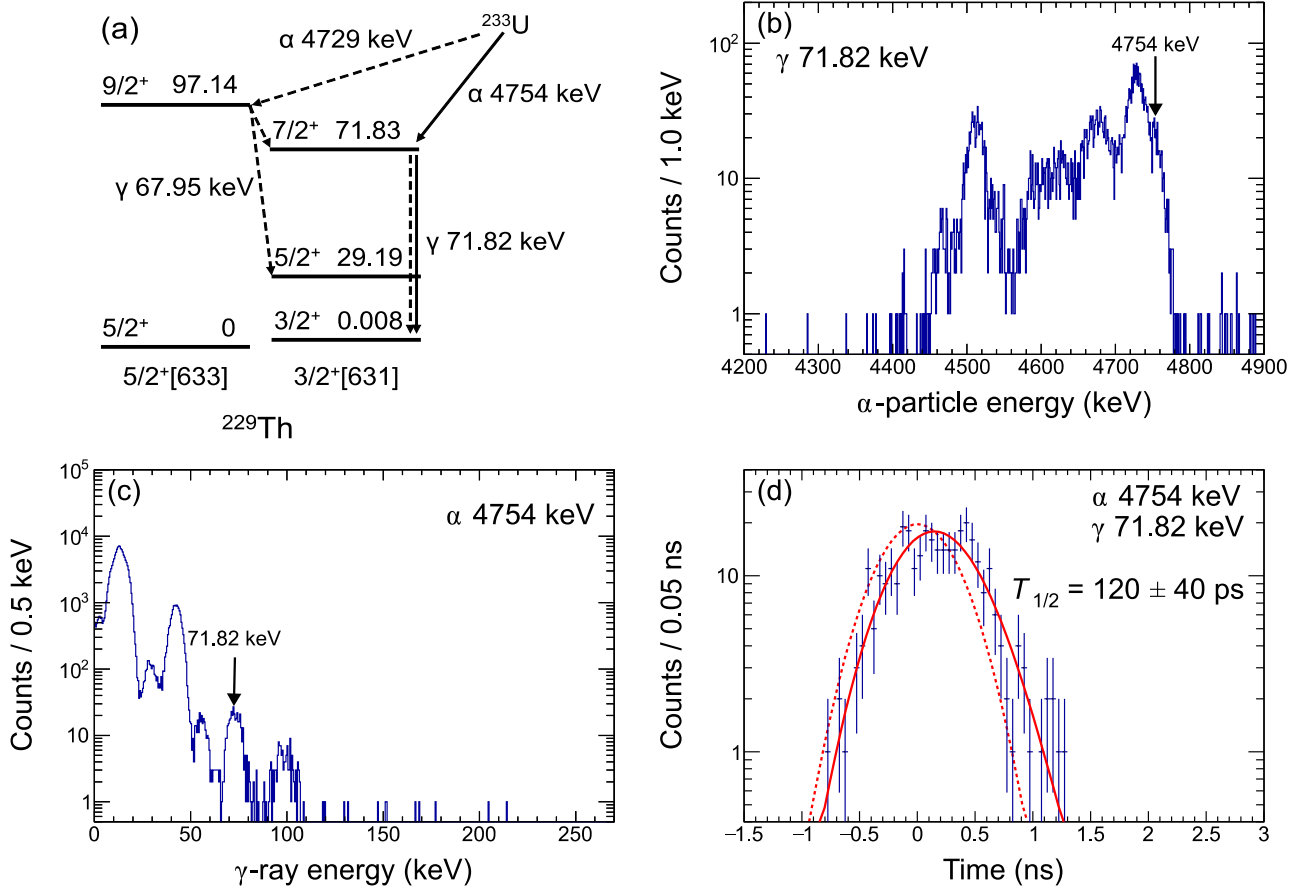 (a)
²³³U
α 4729 keV
9/2⁺ 97.14
α 4754 keV
7/2⁺ 71.83
γ 67.95 keV
γ 71.82 keV
5/2⁺ 29.19
5/2⁺ 0
3/2⁺ 0.008
5/2⁺[633]
3/2⁺[631]
²²⁹Th
(b)
γ 71.82 keV
4754 keV
10²
10
1
Counts / 1.0 keV
4200 4300 4400 4500 4600 4700 4800 4900
α-particle energy (keV)
(c)
α 4754 keV
71.82 keV
10⁵
10⁴
10³
10²
10
1
Counts / 0.5 keV
0 50 100 150 200 250
γ-ray energy (keV)
(d)
α 4754 keV
γ 71.82 keV
T 1/2 = 120 ± 40 ps
10
1
Counts / 0.05 ns
−1.5 −1 −0.5 0 0.5 1 1.5 2 2.5 3
Time (ns)